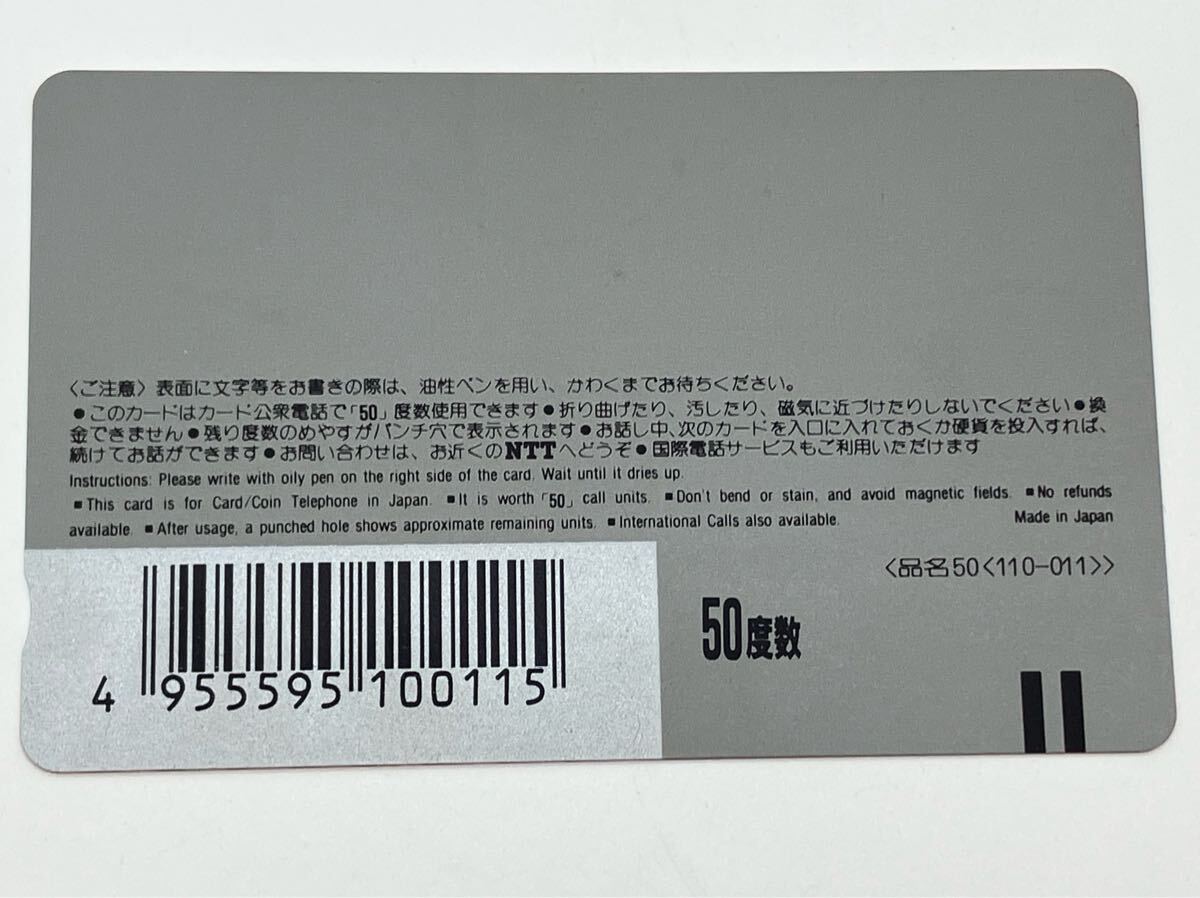 〈ご注意〉表面に文字等をお書きの際は、油性ペンを用い、かわくまでお待ちください。
●このカードはカード公衆電話で「50」度数使用できます●折り曲げたり、汚したり、磁気に近づけたりしないでください●換
金できません●残り度数のめやすがパンチ穴で表示されます●お話し中、次のカードを入口に入れておくか硬貨を投入すれば、
続けてお話ができます●お問い合わせは、お近くのNTTへどうぞ●国際電話サービスもご利用いただけます
Instructions: Please write with oily pen on the right side of the card. Wait until it dries up.
■This card is for Card/Coin Telephone in Japan. ■It is worth「50」call units. ■Don't bend or stain, and avoid magnetic fields. ■No refunds
available. ■After usage, a punched hole shows approximate remaining units. ■International Calls also available. Made in Japan
〈品名50〈110-011〉〉
50度数
4 955595 100115